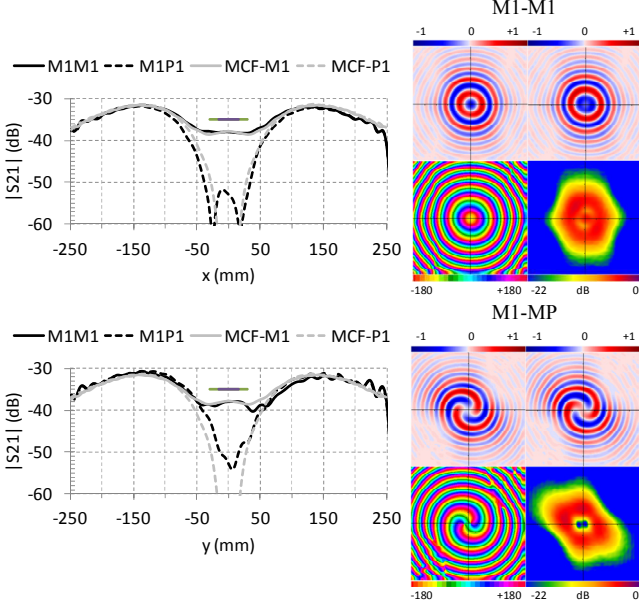 M1-M1
-1 0 +1 -1 0 +1
M1M1 M1P1 MCF-M1 MCF-P1
-30
-40
-50
-60
|S21| (dB)
-250 -150 -50 50 150 250
x (mm)
-180 +180 -22 dB 0
M1-MP
-1 0 +1 -1 0 +1
M1M1 M1P1 MCF-M1 MCF-P1
-30
-40
-50
-60
|S21| (dB)
-250 -150 -50 50 150 250
y (mm)
-180 +180 -22 dB 0